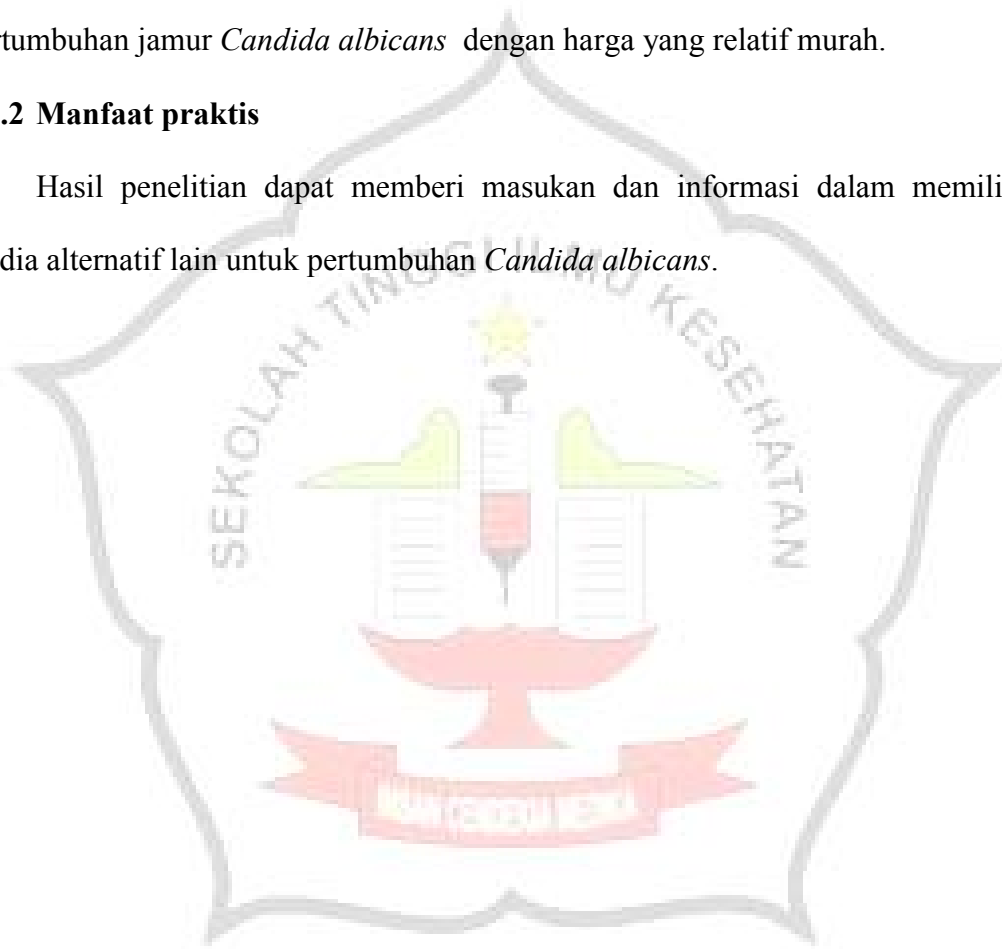 rtumbuhan jamur Candida albicans dengan harga yang relatif murah.
.2 Manfaat praktis
Hasil penelitian dapat memberi masukan dan informasi dalam memili
dia alternatif lain untuk pertumbuhan Candida albicans.
SEKOLAH TINGGI ILMU KESEHATAN